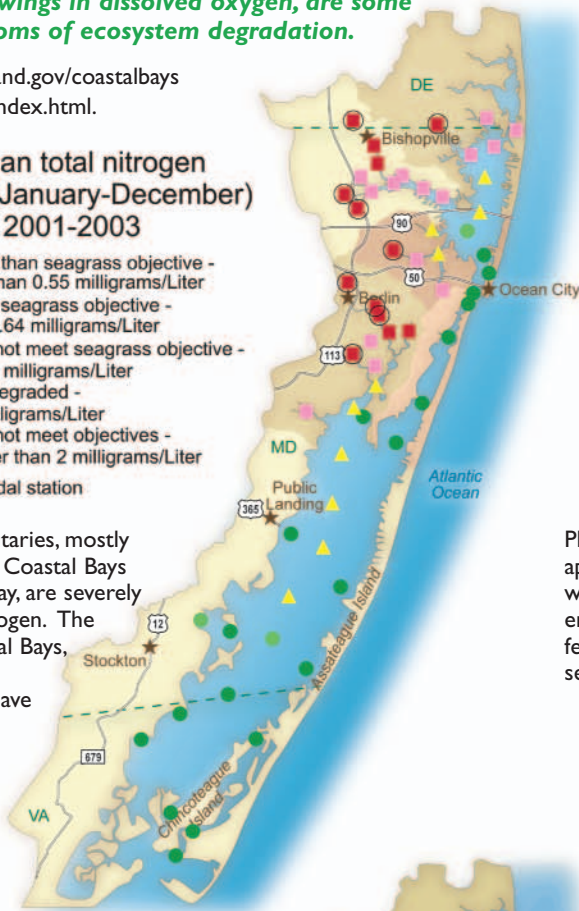 wings in dissolved oxygen, are some
oms of ecosystem degradation.
and.gov/coastalbays
ndex.html.
an total nitrogen
January-December)
2001-2003
than seagrass objective -
han 0.55 milligrams/Liter
seagrass objective -
.64 milligrams/Liter
not meet seagrass objective -
milligrams/Liter
egraded -
ligrams/Liter
not meet objectives -
er than 2 milligrams/Liter
dal station
DE
Bishopville
90
50
Ocean City
Berlin
113
MD
Public
Landing
365
Atlantic
Ocean
Assateague Island
12
Stockton
679
VA
Chincoteague
Island
taries, mostly
Coastal Bays
ay, are severely
rogen. The
al Bays,
ave
Pl
ap
w
er
fe
se